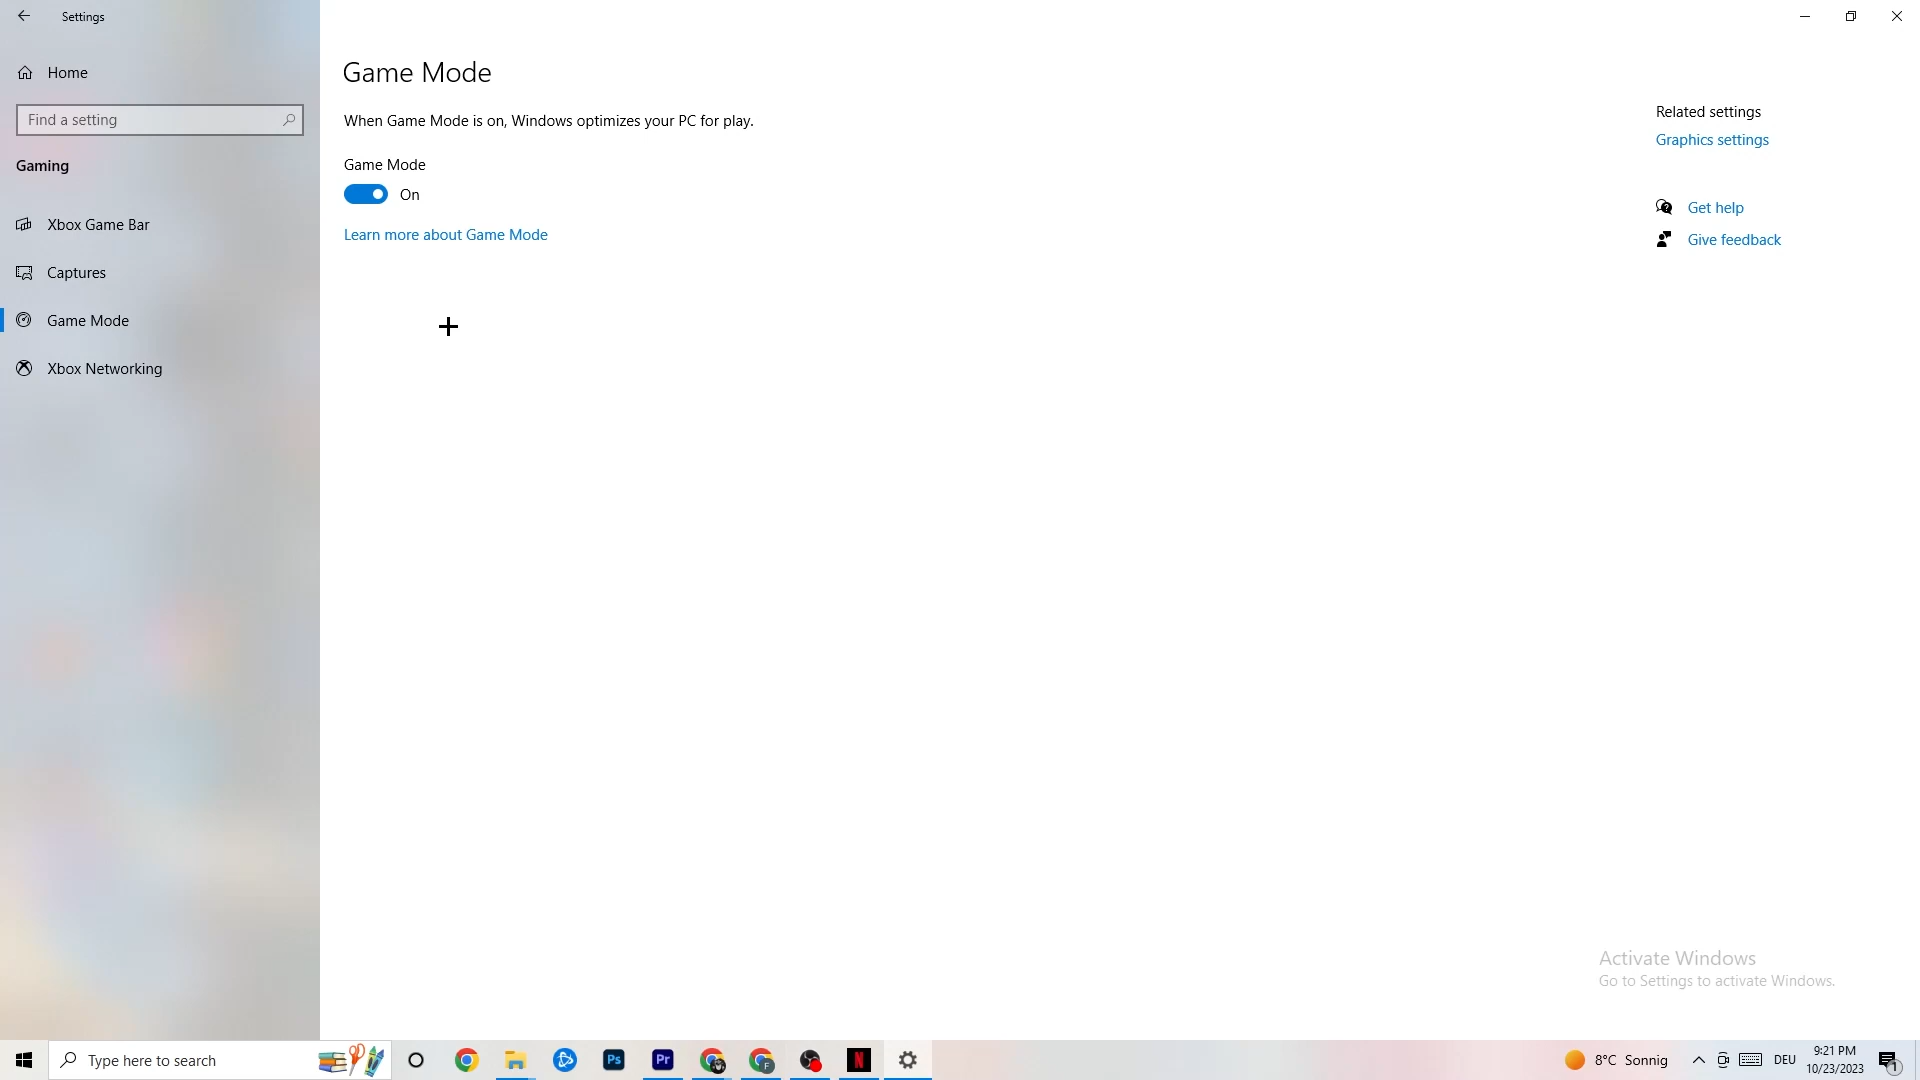 Settings
Home
Find a setting
Gaming
Xbox Game Bar
Captures
Game Mode
Xbox Networking
Game Mode
When Game Mode is on, Windows optimizes your PC for play.
Game Mode
On
Learn more about Game Mode
Related settings
Graphics settings
Get help
Give feedback
Activate Windows
Go to Settings to activate Windows.
Type here to search
Ps
Pr
F
N
8°C Sonnig
DEU
9:21 PM
10/23/2023
1